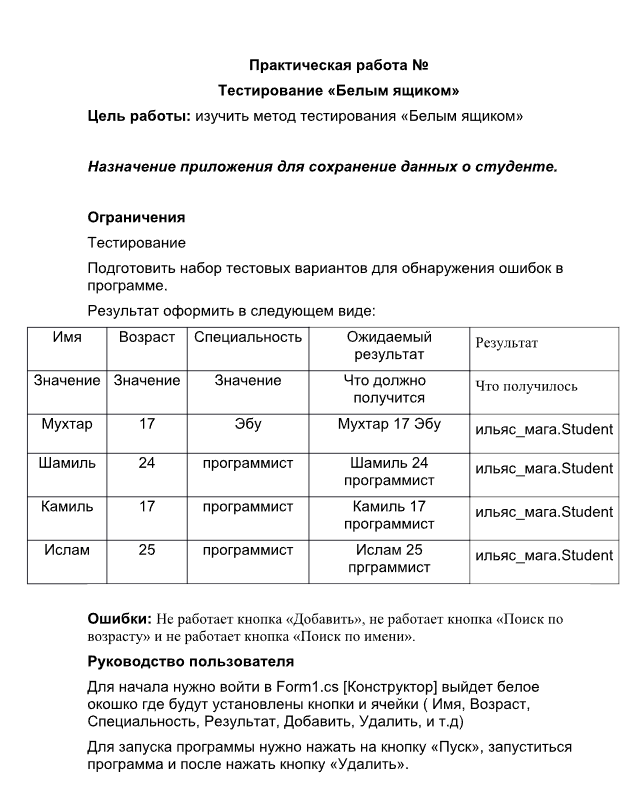 Практическая работа №
Тестирование «Белым ящиком»
Цель работы: изучить метод тестирования «Белым ящиком»
Назначение приложения для сохранение данных о студенте.
Ограничения
Тестирование
Подготовить набор тестовых вариантов для обнаружения ошибок в
программе.
Результат оформить в следующем виде:
Имя Возраст Специальность Ожидаемый результат Результат
Значение Значение Значение Что должно получится Что получилось
Мухтар 17 Эбу Мухтар 17 Эбу ильяс_мага.Student
Шамиль 24 программист Шамиль 24 программист ильяс_мага.Student
Камиль 17 программист Камиль 17 программист ильяс_мага.Student
Ислам 25 программист Ислам 25 прграммист ильяс_мага.Student
Ошибки: Не работает кнопка «Добавить», не работает кнопка «Поиск по
возрасту» и не работает кнопка «Поиск по имени».
Руководство пользователя
Для начала нужно войти в Form1.cs [Конструктор] выйдет белое
окошко где будут установлены кнопки и ячейки ( Имя, Возраст,
Специальность, Результат, Добавить, Удалить, и т.д)
Для запуска программы нужно нажать на кнопку «Пуск», запуститься
программа и после нажать кнопку «Удалить».